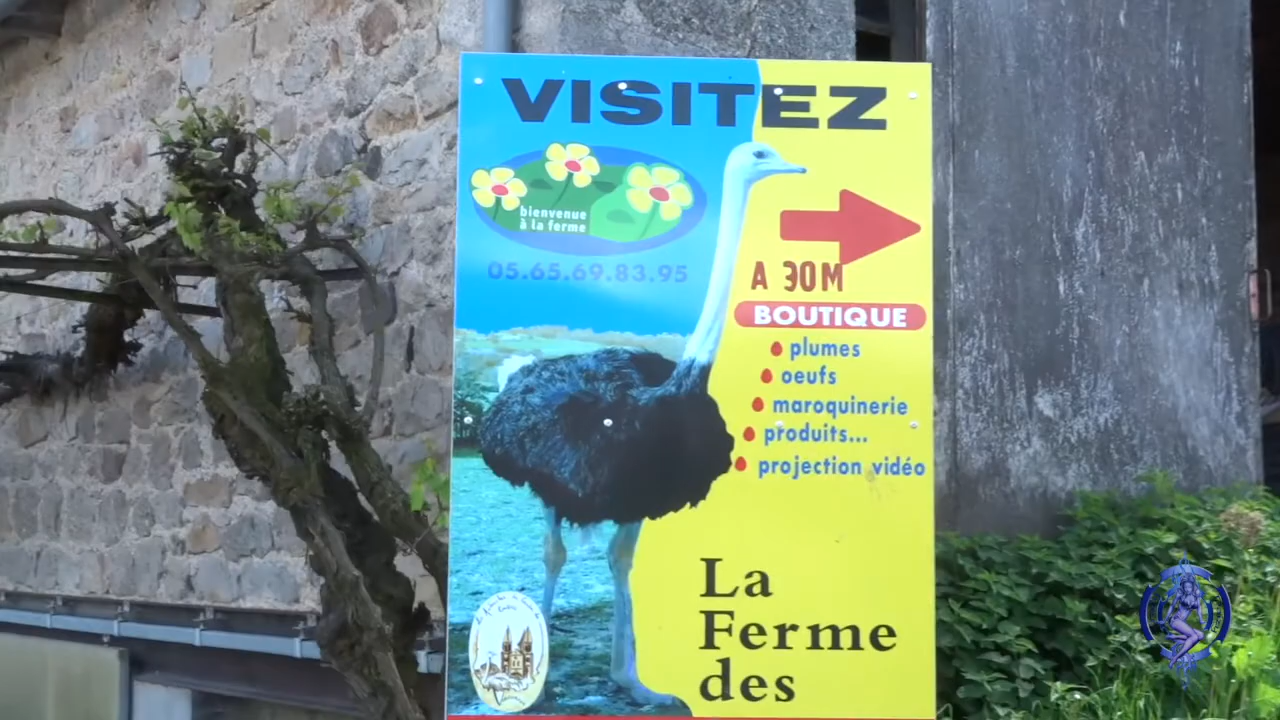 VISITEZ
bienvenue
à la ferme
05.65.69.83.95
A 30M
BOUTIQUE
plumes
oeufs
maroquinerie
produits...
projection vidéo
La
Ferme
des